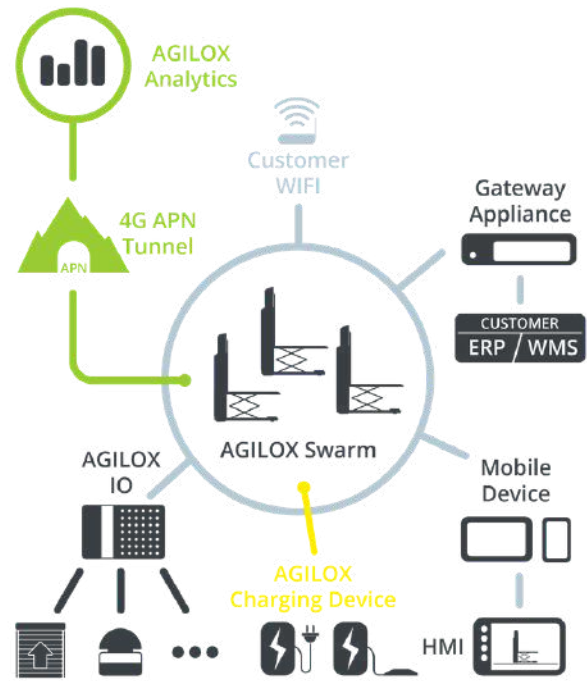 AGILOX
Analytics
Customer
WIFI
4G APN
Tunnel
APN
Gateway
Appliance
CUSTOMER
ERP / WMS
AGILOX Swarm
AGILOX
IO
Mobile
Device
AGILOX
Charging Device
HMI